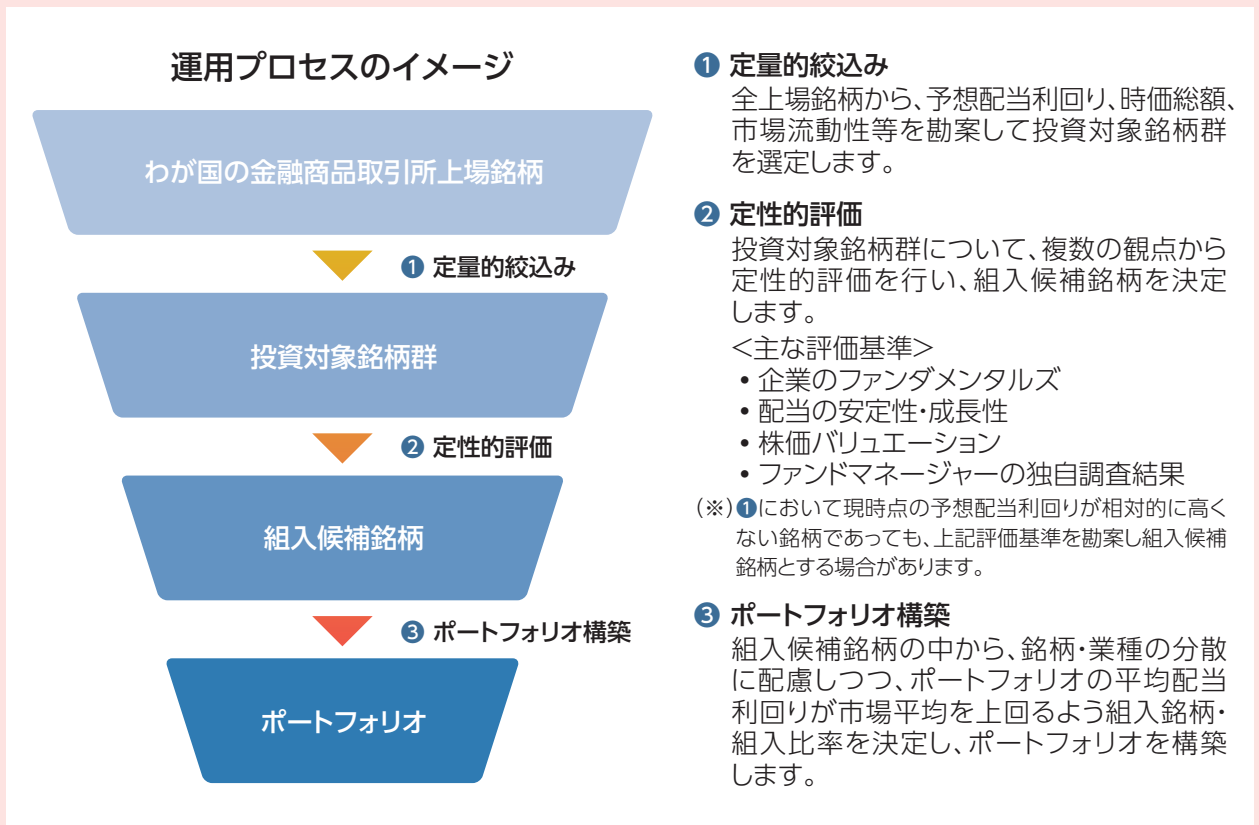 運用プロセスのイメージ
わが国の金融商品取引所上場銘柄
❶ 定量的絞込み
投資対象銘柄群
❷ 定性的評価
組入候補銘柄
❸ ポートフォリオ構築
ポートフォリオ
❶ 定量的絞込み
全上場銘柄から、予想配当利回り、時価総額、
市場流動性等を勘案して投資対象銘柄群
を選定します。
❷ 定性的評価
投資対象銘柄群について、複数の観点から
定性的評価を行い、組入候補銘柄を決定
します。
<主な評価基準>
• 企業のファンダメンタルズ
• 配当の安定性・成長性
• 株価バリュエーション
• ファンドマネージャーの独自調査結果
(※)❶において現時点の予想配当利回りが相対的に高く
ない銘柄であっても、上記評価基準を勘案し組入候補
銘柄とする場合があります。
❸ ポートフォリオ構築
組入候補銘柄の中から、銘柄・業種の分散
に配慮しつつ、ポートフォリオの平均配当
利回りが市場平均を上回るよう組入銘柄・
組入比率を決定し、ポートフォリオを構築
します。